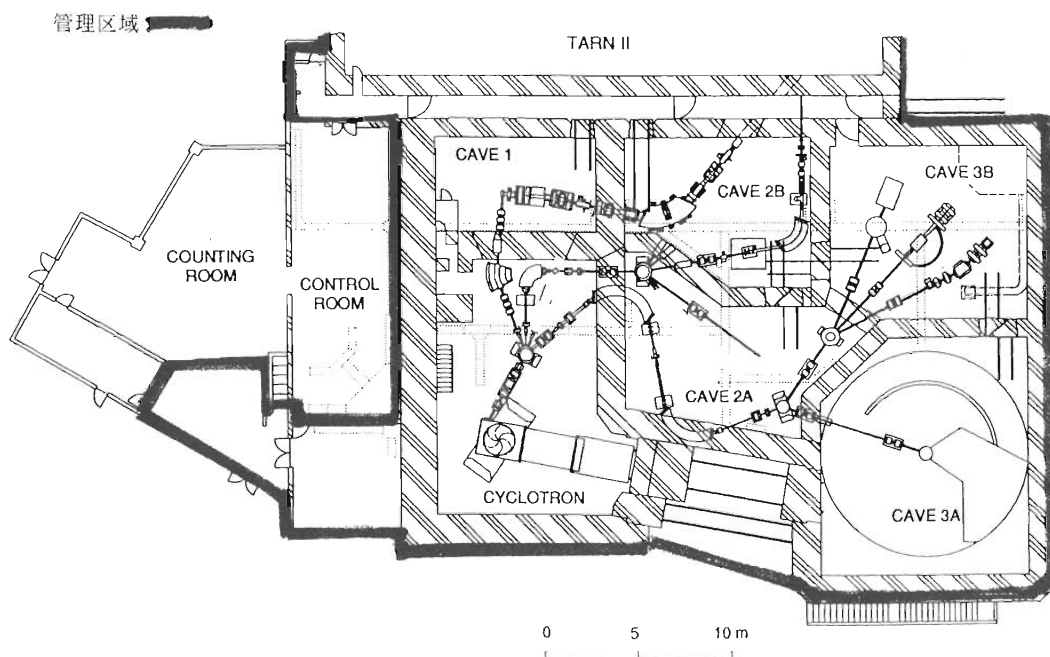 管理区域
TARN II
CAVE 1
CAVE 2B
CAVE 3B
COUNTING
ROOM
CONTROL
ROOM
CAVE 2A
CYCLOTRON
CAVE 3A
0 5 10 m